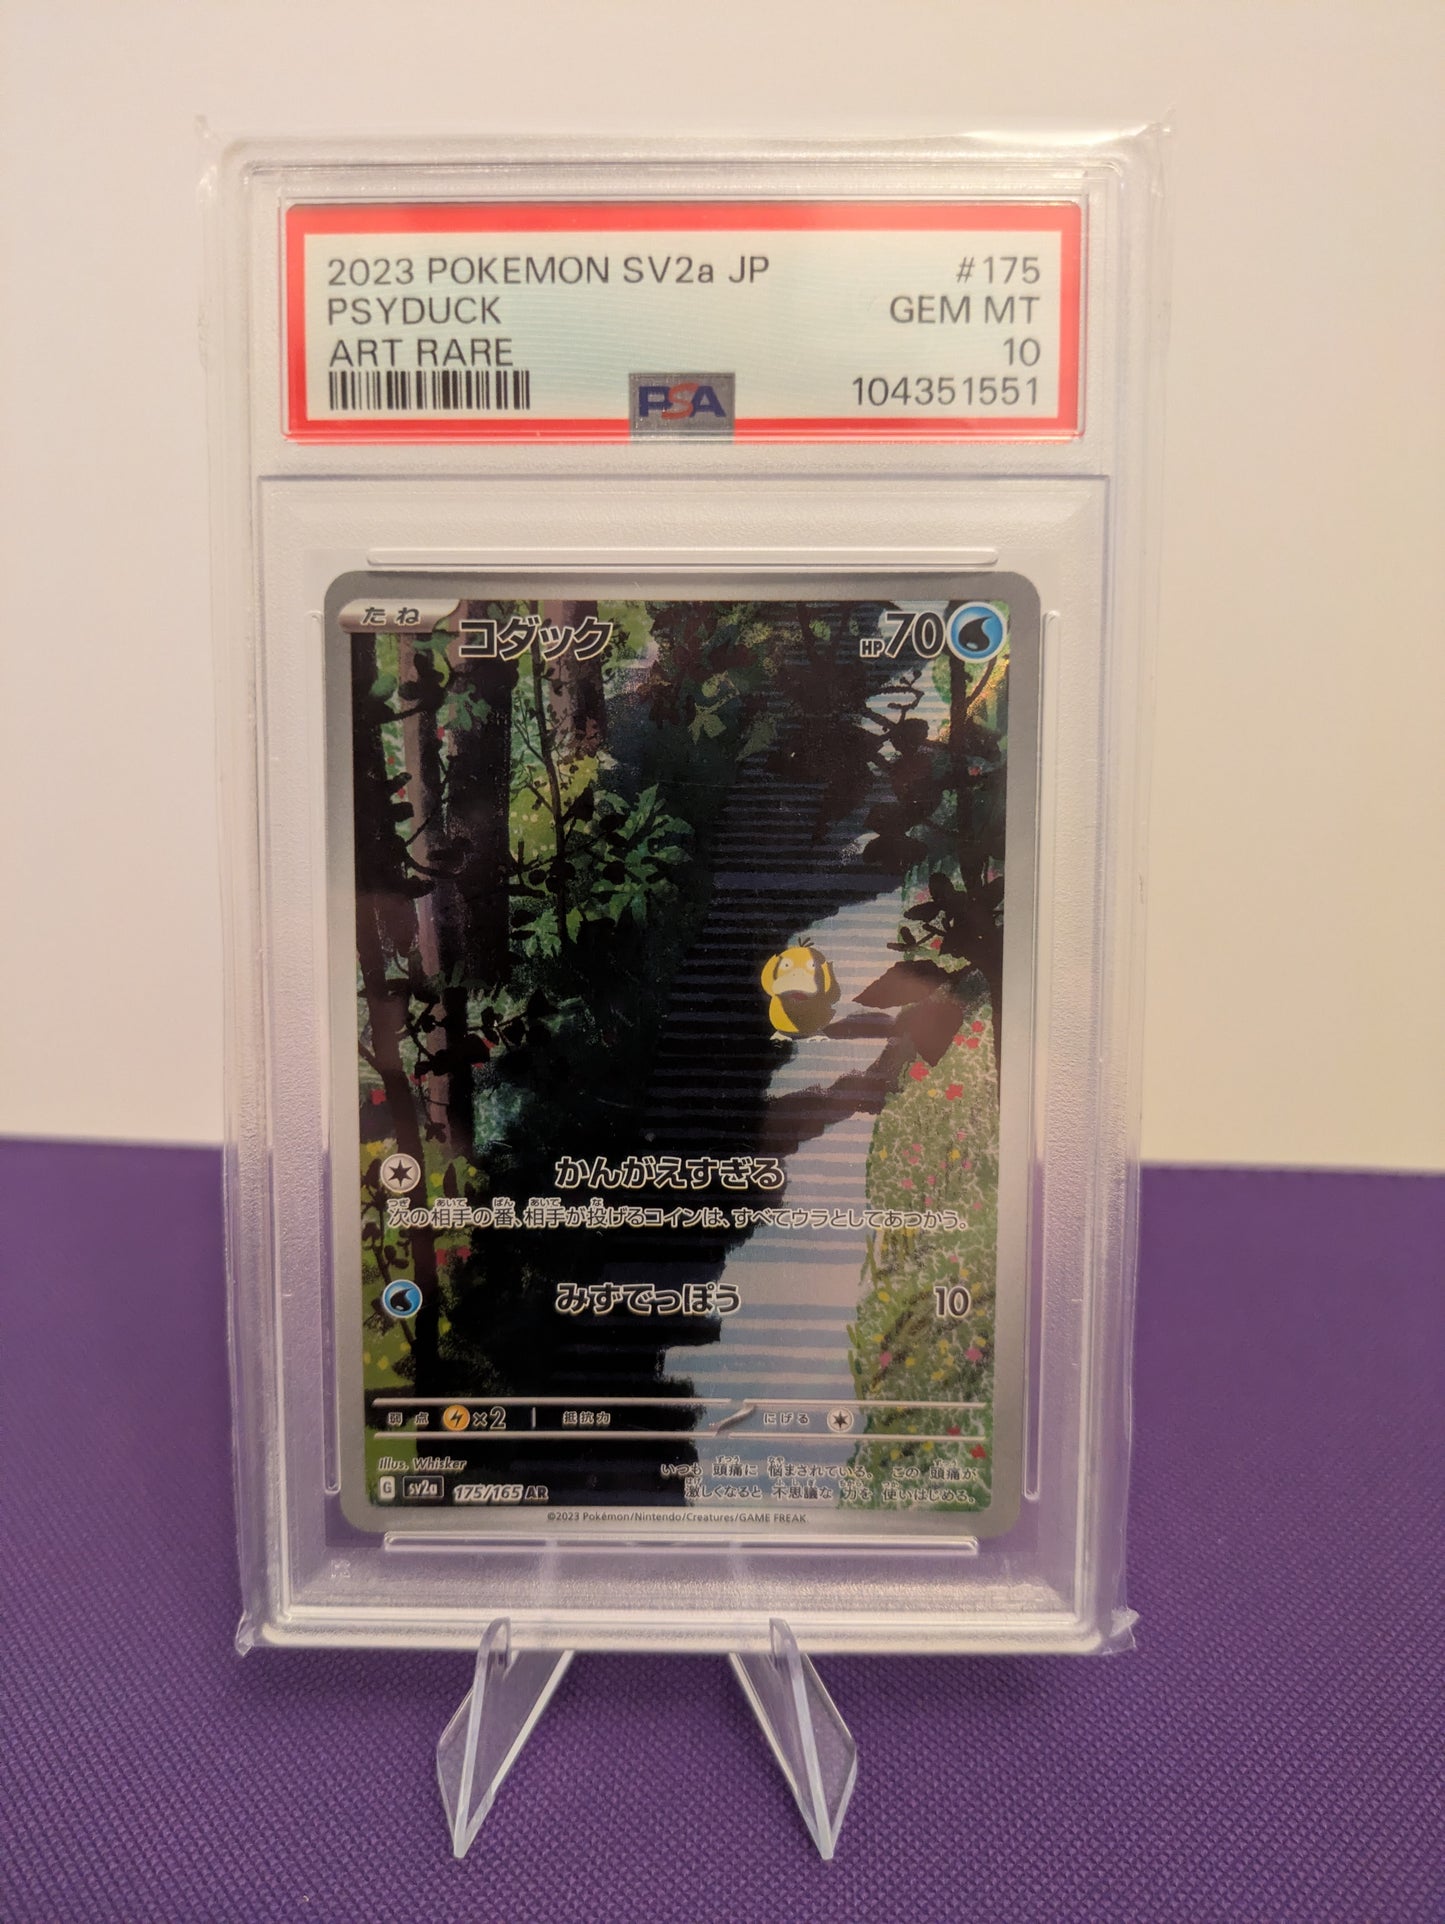 2023 POKEMON SV2a JP #175
PSYDUCK GEM MT
ART RARE 10
PSA 104351551
たね コダック HP70
かんがえすぎる
次の相手の番、相手が投げるコインは、すべてウラとしてあつかう。
みずでっぽう 10
弱点 ×2 抵抗力 にげる
Illus. Whisker
いつも 頭痛に 悩まされている。 この 頭痛が
激しくなると 不思議な 力を 使いはじめる。
G sv2a 175/165 AR
©2023 Pokémon/Nintendo/Creatures/GAME FREAK